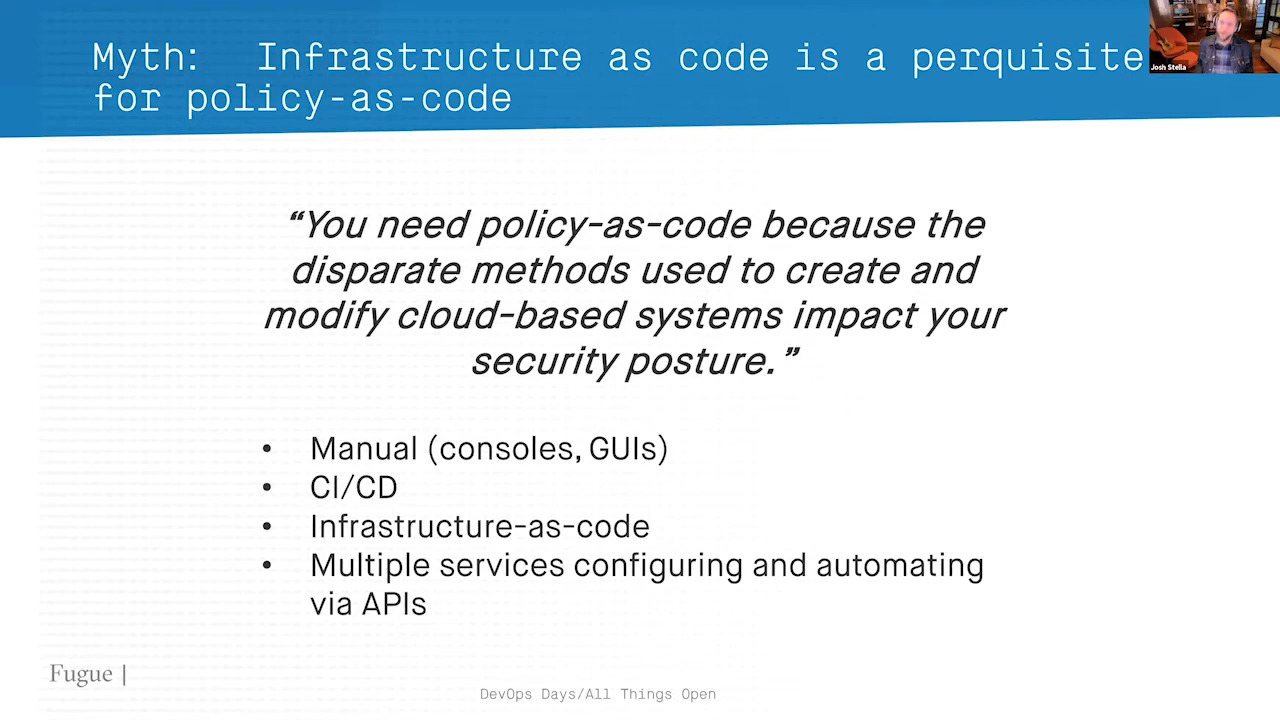 Myth:  Infrastructure as code is a perquisite
for policy-as-code
Josh Stella
“You need policy-as-code because the
disparate methods used to create and
modify cloud-based systems impact your
security posture.”
• Manual (consoles, GUIs)
• CI/CD
• Infrastructure-as-code
• Multiple services configuring and automating
via APIs
Fugue |
DevOps Days/All Things Open